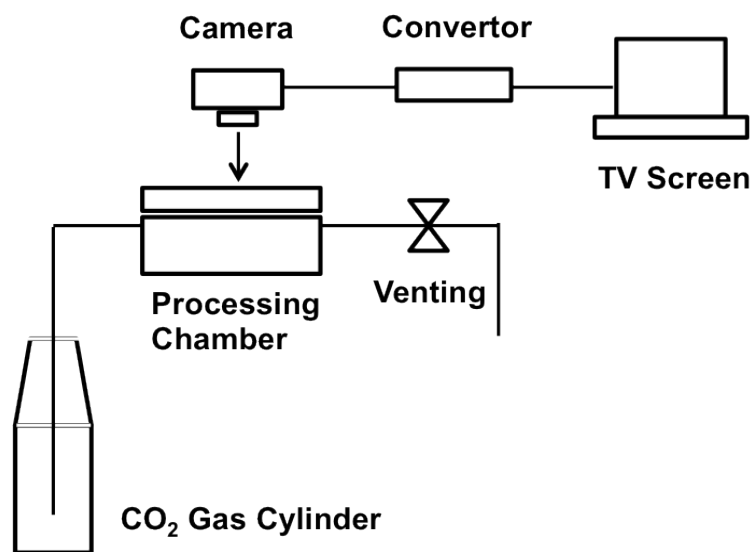 Camera
Convertor
TV Screen
Processing
Chamber
Venting
CO₂ Gas Cylinder